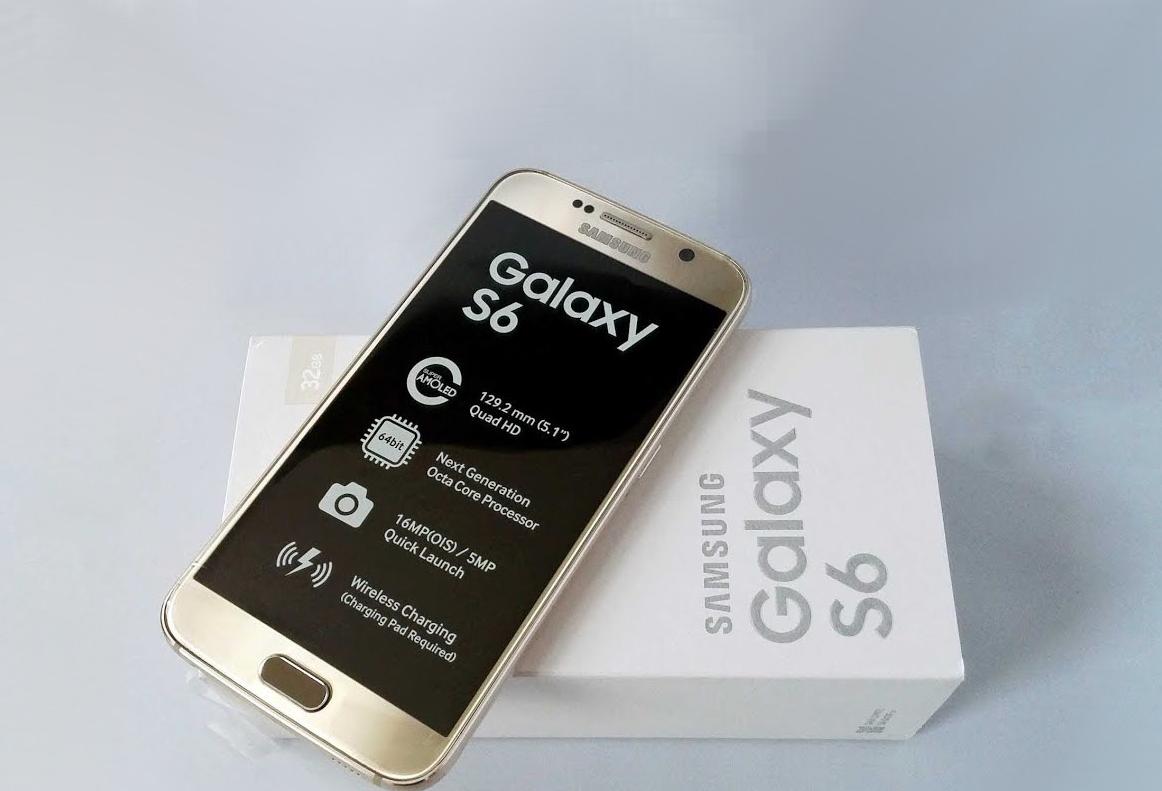 SAMSUNG
Galaxy
S6
SUPER
AMOLED
129.2 mm (5.1")
Quad HD
64bit
Next Generation
Octa Core Processor
16MP(OIS) / 5MP
Quick Launch
Wireless Charging
(Charging Pad Required)
32GB
SAMSUNG
Galaxy
S6